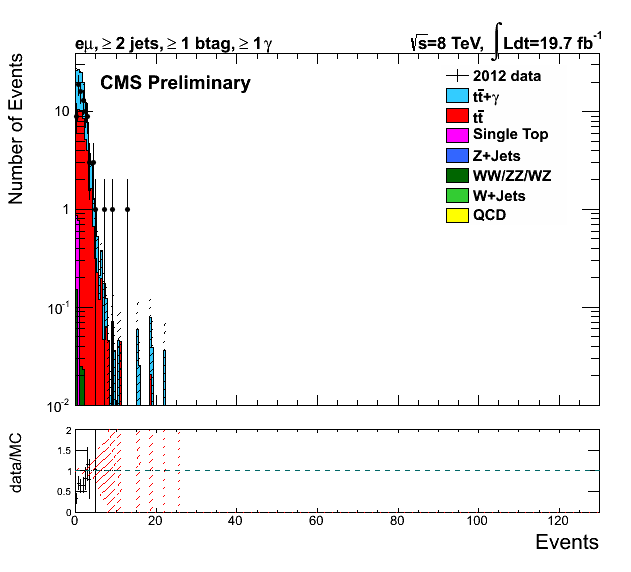 eμ, ≥ 2 jets, ≥ 1 btag, ≥ 1γ
√s=8 TeV, ∫Ldt=19.7 fb⁻¹
CMS Preliminary
2012 data
tt̄+γ
tt̄
Single Top
Z+Jets
WW/ZZ/WZ
W+Jets
QCD
Number of Events
10
1
10⁻¹
10⁻²
data/MC
2
1.5
1
0.5
0
0 20 40 60 80 100 120
Events